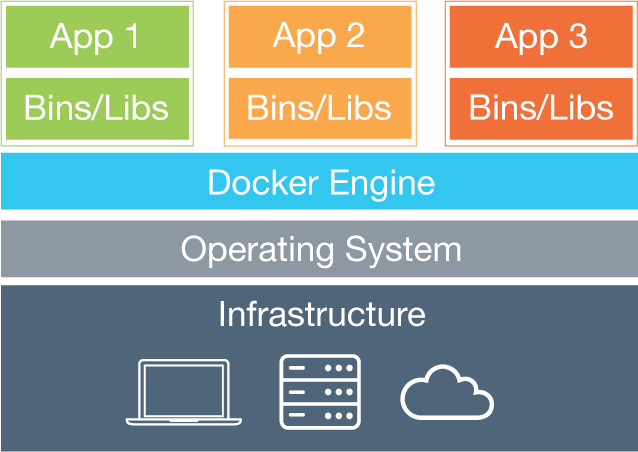 App 1
App 2
App 3
Bins/Libs
Bins/Libs
Bins/Libs
Docker Engine
Operating System
Infrastructure